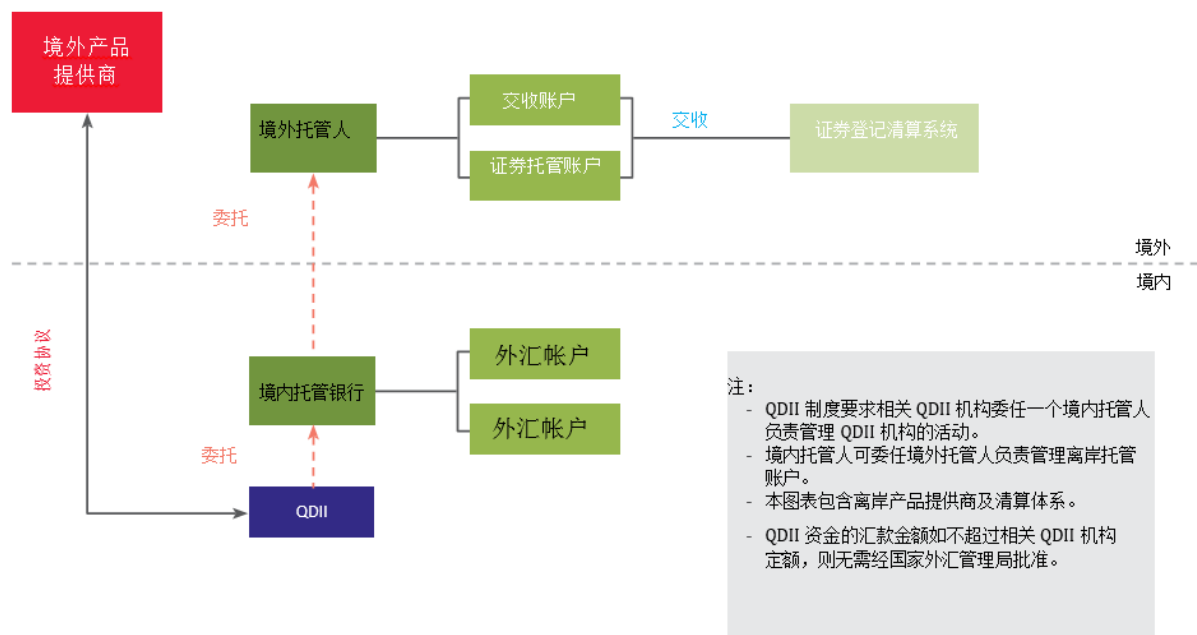 境外产品
提供商
境外托管人
交收账户
证券托管账户
交收
证券登记清算系统
委托
境外
境内
投资协议
境内托管银行
外汇帐户
外汇帐户
委托
QDII
注：
- QDII 制度要求相关 QDII 机构委任一个境内托管人
负责管理 QDII 机构的活动。
- 境内托管人可委任境外托管人负责管理离岸托管
账户。
- 本图表包含离岸产品提供商及清算体系。
- QDII 资金的汇款金额如不超过相关 QDII 机构
定额，则无需经国家外汇管理局批准。